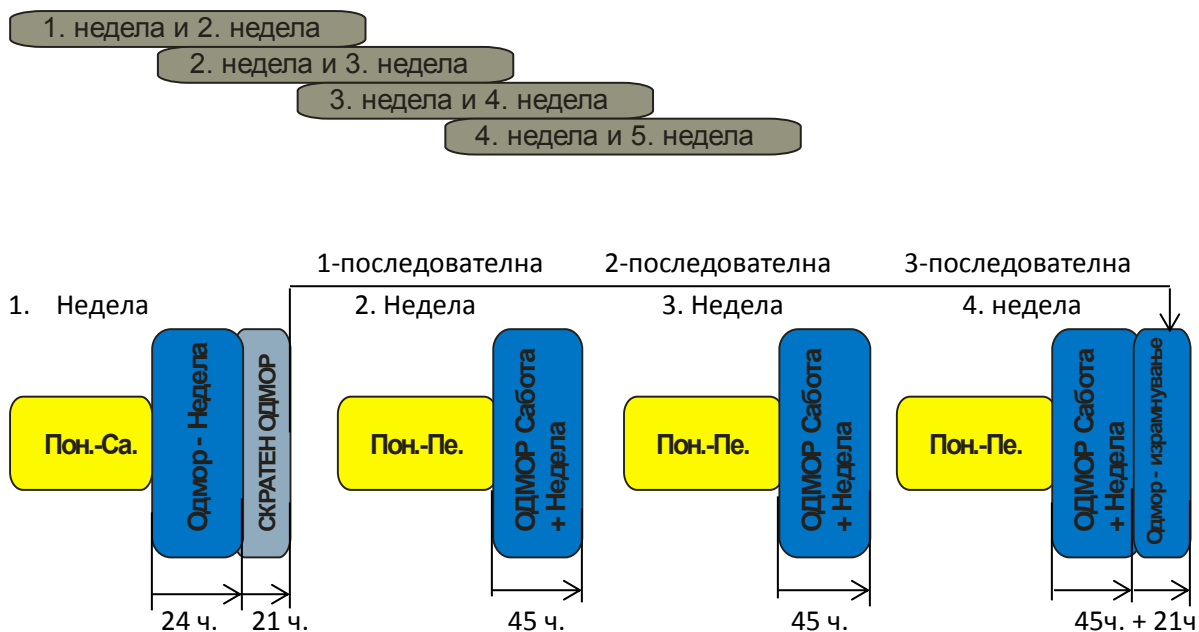 1. недела и 2. недела
2. недела и 3. недела
3. недела и 4. недела
4. недела и 5. недела
1-последователна 2-последователна 3-последователна
1. Недела 2. Недела 3. Недела 4. недела
Пон.-Са.
Одмор - Недела
СКРАТЕН ОДМОР
Пон.-Пе.
ОДМОР Сабота
+ Недела
Пон.-Пе.
ОДМОР Сабота
+ Недела
Пон.-Пе.
ОДМОР Сабота
+ Недела
Одмор - израмнување
24 ч. 21 ч. 45 ч. 45 ч. 45ч. + 21ч